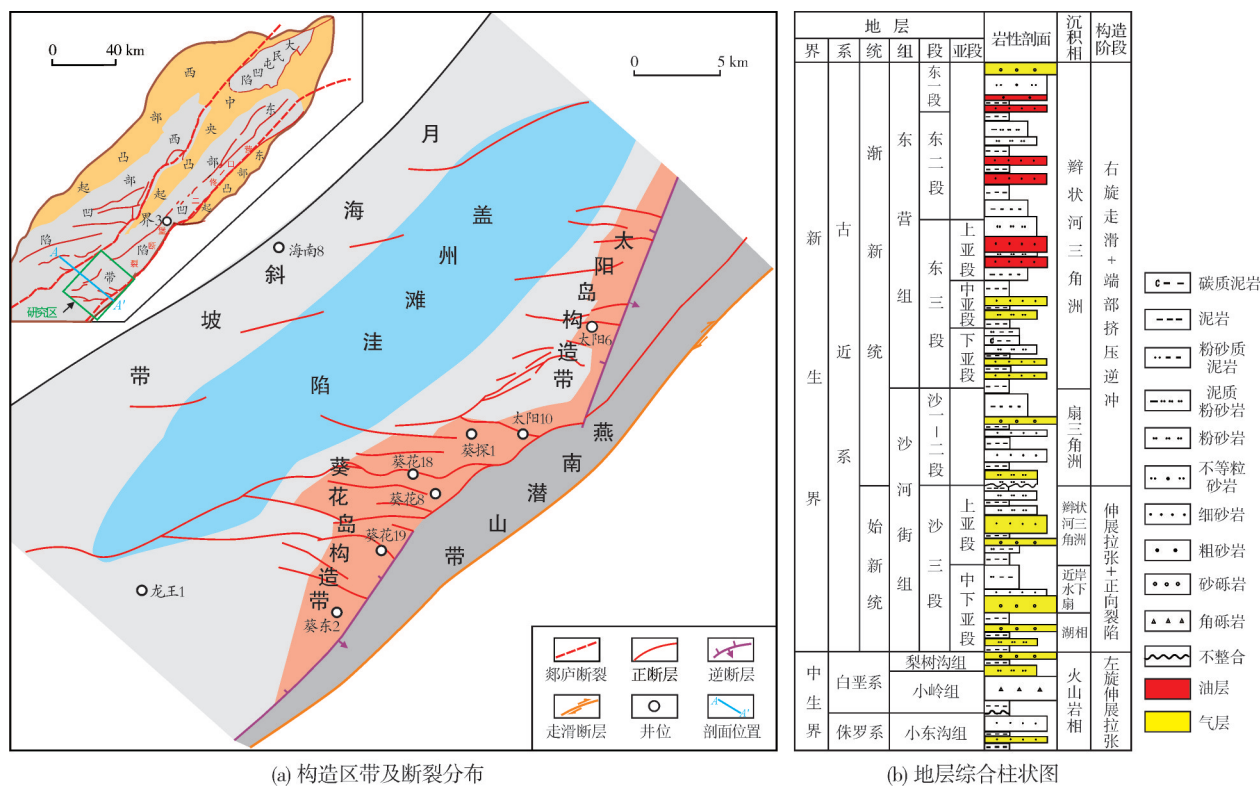 0 40 km
大民屯凹陷
西部凸起
中央凸起
西部凹陷
东部凹陷
东部凸起
界3
A
A'
带
研究区
0 5 km
月海斜坡带
盖州滩洼陷
太阳岛构造带
葵花岛构造带
燕南潜山带
海南8
太阳6
太阳10
葵探1
葵花18
葵花8
葵花19
葵东2
龙王1
郯庐断裂
正断层
逆断层
走滑断层
井位
A A'
剖面位置
(a) 构造区带及断裂分布
地层
岩性剖面
沉积相
构造阶段
界
系
统
组
段
亚段
新生界
古近系
渐新统
始新统
东营组
沙河街组
东一段
东二段
东三段
上亚段
中亚段
下亚段
沙一–二段
沙三段
上亚段
中下亚段
中生界
白垩系
侏罗系
梨树沟组
小岭组
小东沟组
辫状河三角洲
扇三角洲
辫状河三角洲
近岸水下扇
湖相
火山岩相
右旋走滑+端部挤压逆冲
伸展拉张+正向裂陷
左旋伸展拉张
碳质泥岩
泥岩
粉砂质泥岩
泥质粉砂岩
粉砂岩
不等粒砂岩
细砂岩
粗砂岩
砂砾岩
角砾岩
不整合
油层
气层
(b) 地层综合柱状图